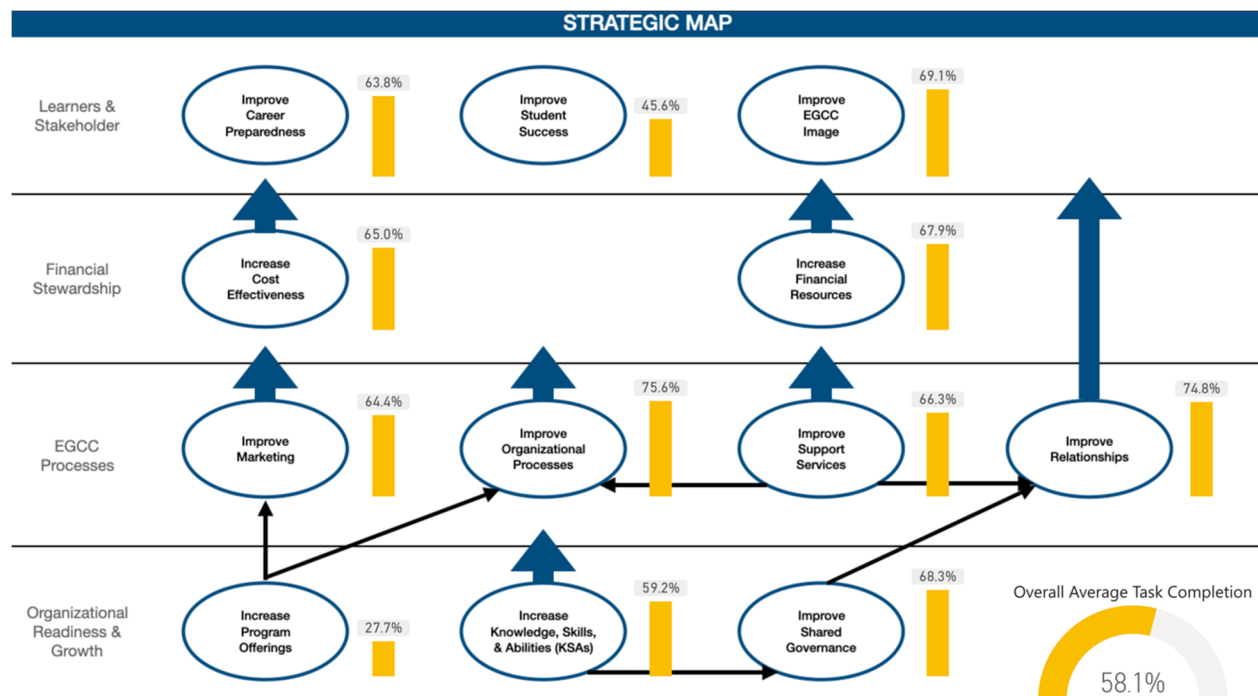 STRATEGIC MAP
Learners &
Stakeholder
Improve
Career
Preparedness
63.8%
Improve
Student
Success
45.6%
Improve
EGCC
Image
69.1%
Financial
Stewardship
Increase
Cost
Effectiveness
65.0%
Increase
Financial
Resources
67.9%
EGCC
Processes
Improve
Marketing
64.4%
Improve
Organizational
Processes
75.6%
Improve
Support
Services
66.3%
Improve
Relationships
74.8%
Organizational
Readiness &
Growth
Increase
Program
Offerings
27.7%
Increase
Knowledge, Skills,
& Abilities (KSAs)
59.2%
Improve
Shared
Governance
68.3%
Overall Average Task Completion
58.1%